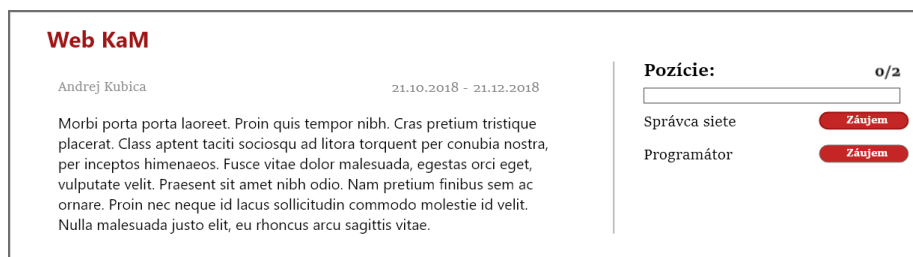 Web KaM
Andrej Kubica 21.10.2018 - 21.12.2018
Morbi porta porta laoreet. Proin quis tempor nibh. Cras pretium tristique
placerat. Class aptent taciti sociosqu ad litora torquent per conubia nostra,
per inceptos himenaeos. Fusce vitae dolor malesuada, egestas orci eget,
vulputate velit. Praesent sit amet nibh odio. Nam pretium finibus sem ac
ornare. Proin nec neque id lacus sollicitudin commodo molestie id velit.
Nulla malesuada justo elit, eu rhoncus arcu sagittis vitae.
Pozície: 0/2
Správca siete Záujem
Programátor Záujem